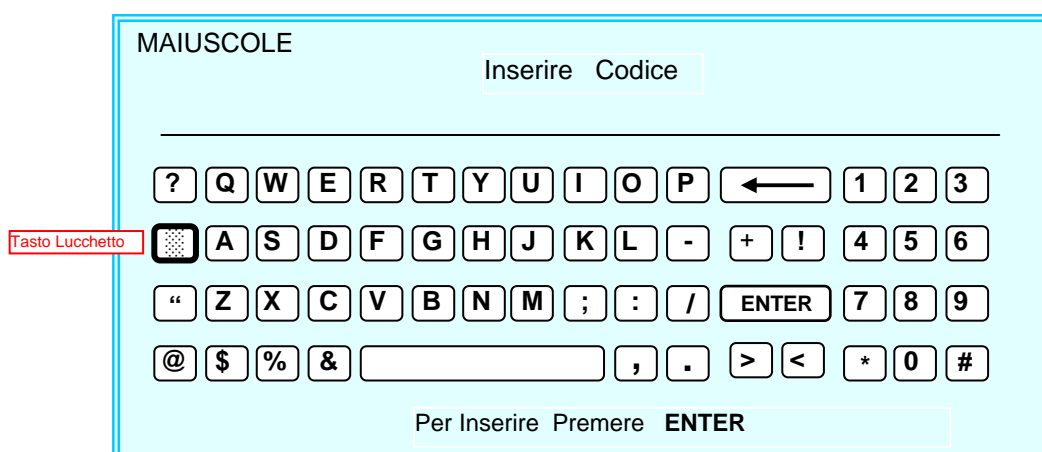 MAIUSCOLE
Inserire Codice
? Q W E R T Y U I O P 1 2 3
Tasto Lucchetto A S D F G H J K L - + ! 4 5 6
“ Z X C V B N M ; : / ENTER 7 8 9
@ $ % & , . > < * 0 #
Per Inserire Premere ENTER